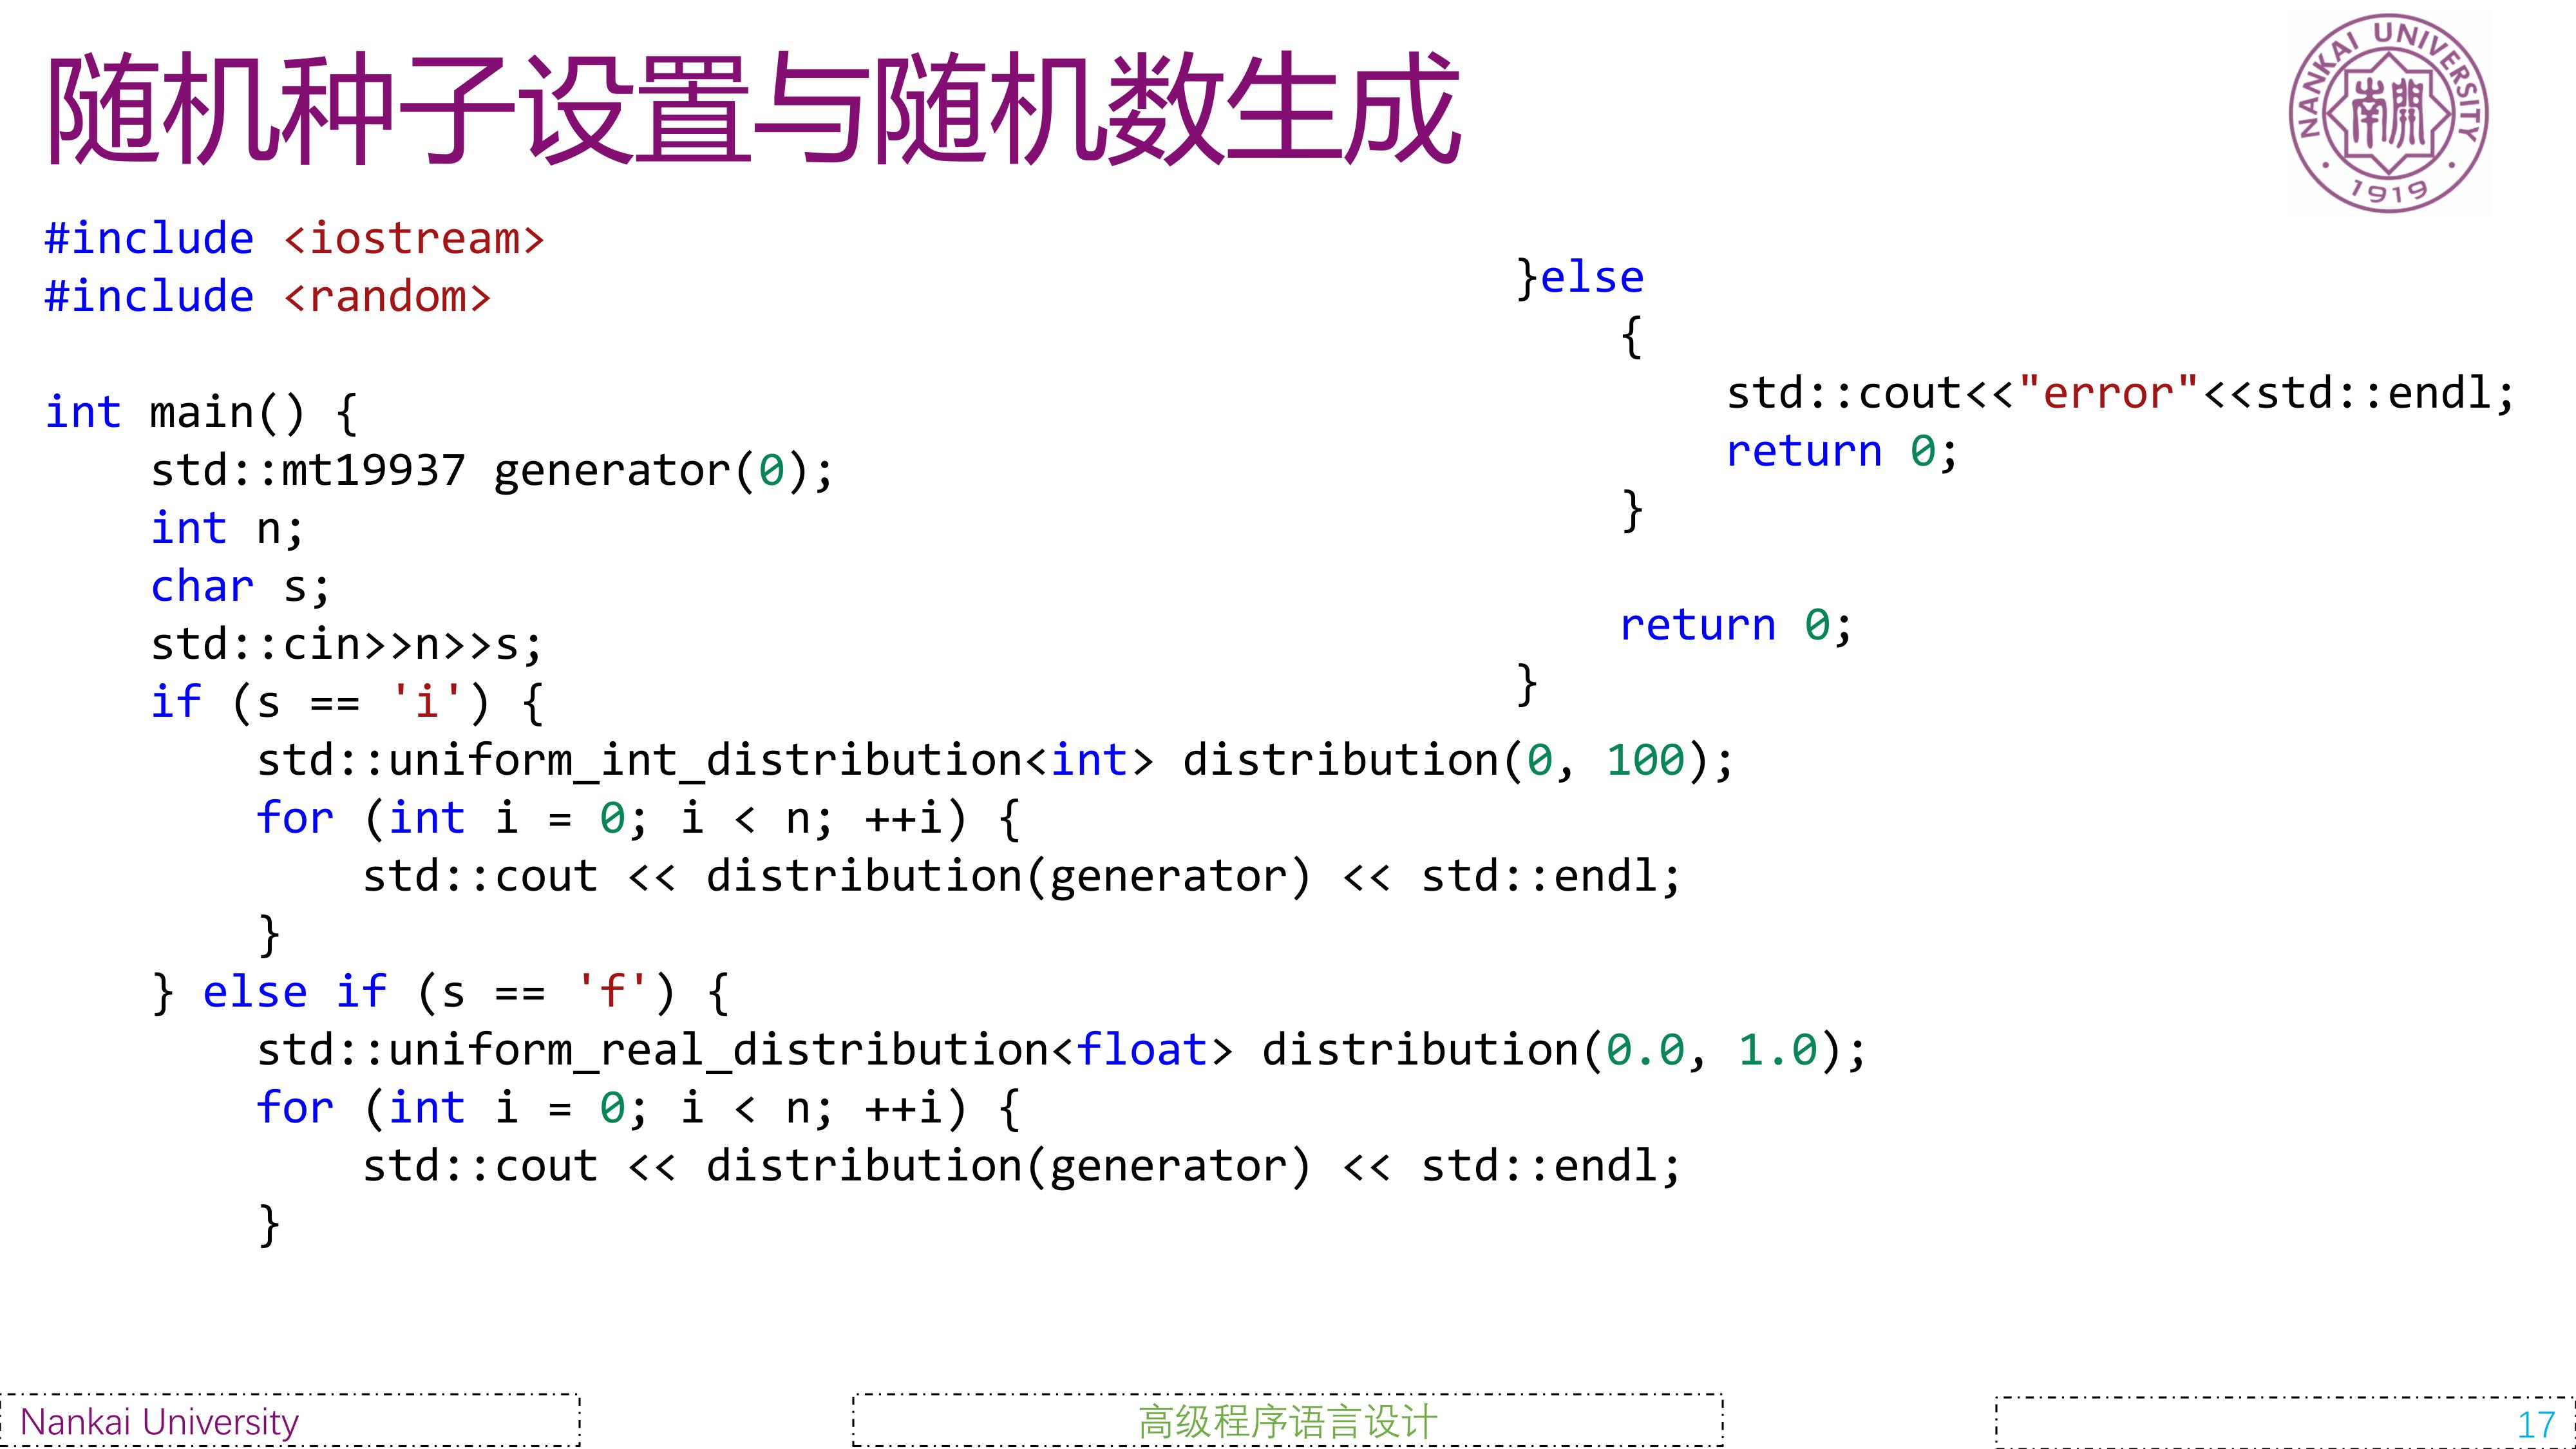 随机种子设置与随机数生成
NANKAI UNIVERSITY
南開
1919
#include <iostream>
#include <random>

int main() {
    std::mt19937 generator(0);
    int n;
    char s;
    std::cin>>n>>s;
    if (s == 'i') {
        std::uniform_int_distribution<int> distribution(0, 100);
        for (int i = 0; i < n; ++i) {
            std::cout << distribution(generator) << std::endl;
        }
    } else if (s == 'f') {
        std::uniform_real_distribution<float> distribution(0.0, 1.0);
        for (int i = 0; i < n; ++i) {
            std::cout << distribution(generator) << std::endl;
        }
}else
    {
        std::cout<<"error"<<std::endl;
        return 0;
    }

    return 0;
}
Nankai University
高级程序语言设计
17